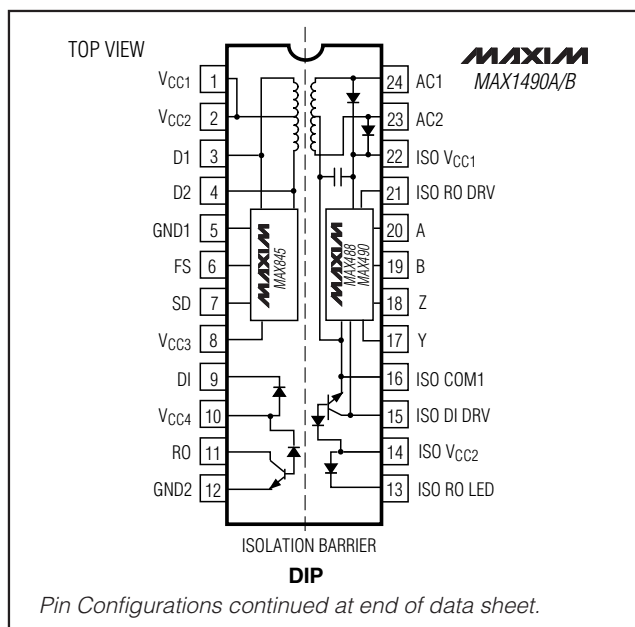 TOP VIEW
MAXIM
MAX1490A/B
VCC1 1
VCC2 2
D1 3
D2 4
GND1 5
FS 6
SD 7
VCC3 8
DI 9
VCC4 10
RO 11
GND2 12
MAXIM
MAX845
MAXIM
MAX488
MAX490
24 AC1
23 AC2
22 ISO VCC1
21 ISO RO DRV
20 A
19 B
18 Z
17 Y
16 ISO COM1
15 ISO DI DRV
14 ISO VCC2
13 ISO RO LED
ISOLATION BARRIER
DIP
Pin Configurations continued at end of data sheet.